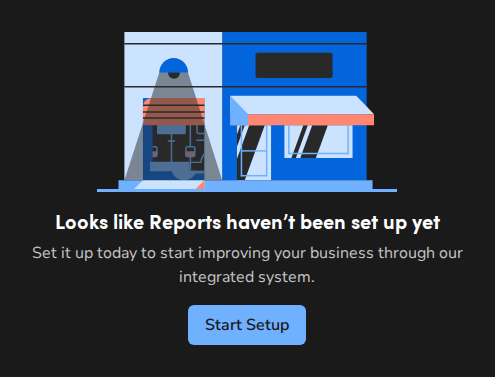 Looks like Reports haven’t been set up yet
Set it up today to start improving your business through our
integrated system.
Start Setup